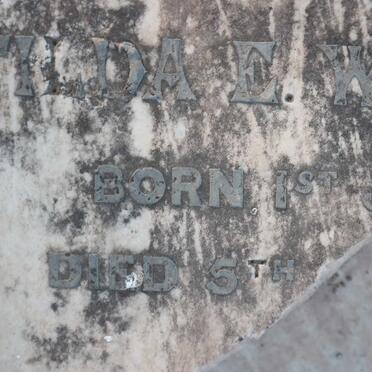 TILDA E. W
BORN 1ST
DIED 5TH